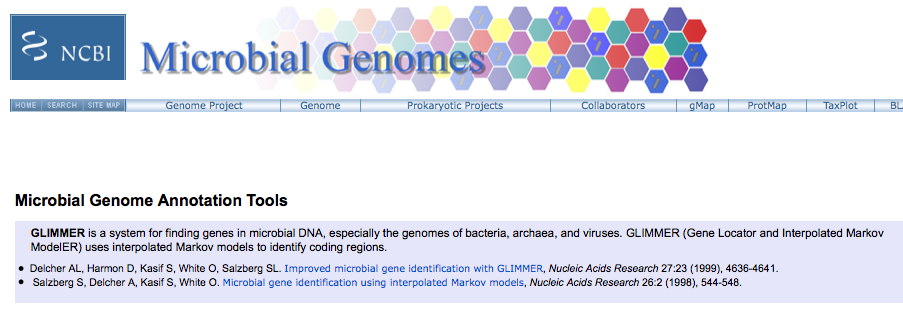 NCBI
Microbial Genomes
HOME SEARCH SITE MAP Genome Project Genome Prokaryotic Projects Collaborators gMap ProtMap TaxPlot BL
Microbial Genome Annotation Tools
GLIMMER is a system for finding genes in microbial DNA, especially the genomes of bacteria, archaea, and viruses. GLIMMER (Gene Locator and Interpolated Markov
ModelER) uses interpolated Markov models to identify coding regions.
• Delcher AL, Harmon D, Kasif S, White O, Salzberg SL. Improved microbial gene identification with GLIMMER, Nucleic Acids Research 27:23 (1999), 4636-4641.
• Salzberg S, Delcher A, Kasif S, White O. Microbial gene identification using interpolated Markov models, Nucleic Acids Research 26:2 (1998), 544-548.